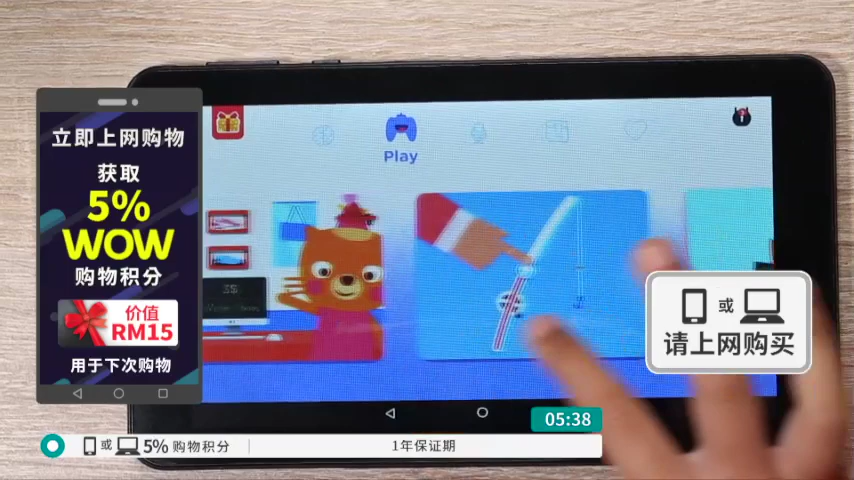 立即上网购物
获取
5%
WOW
购物积分
价值
RM15
用于下次购物
Play
或
请上网购买
05:38
或
5% 购物积分
1年保证期